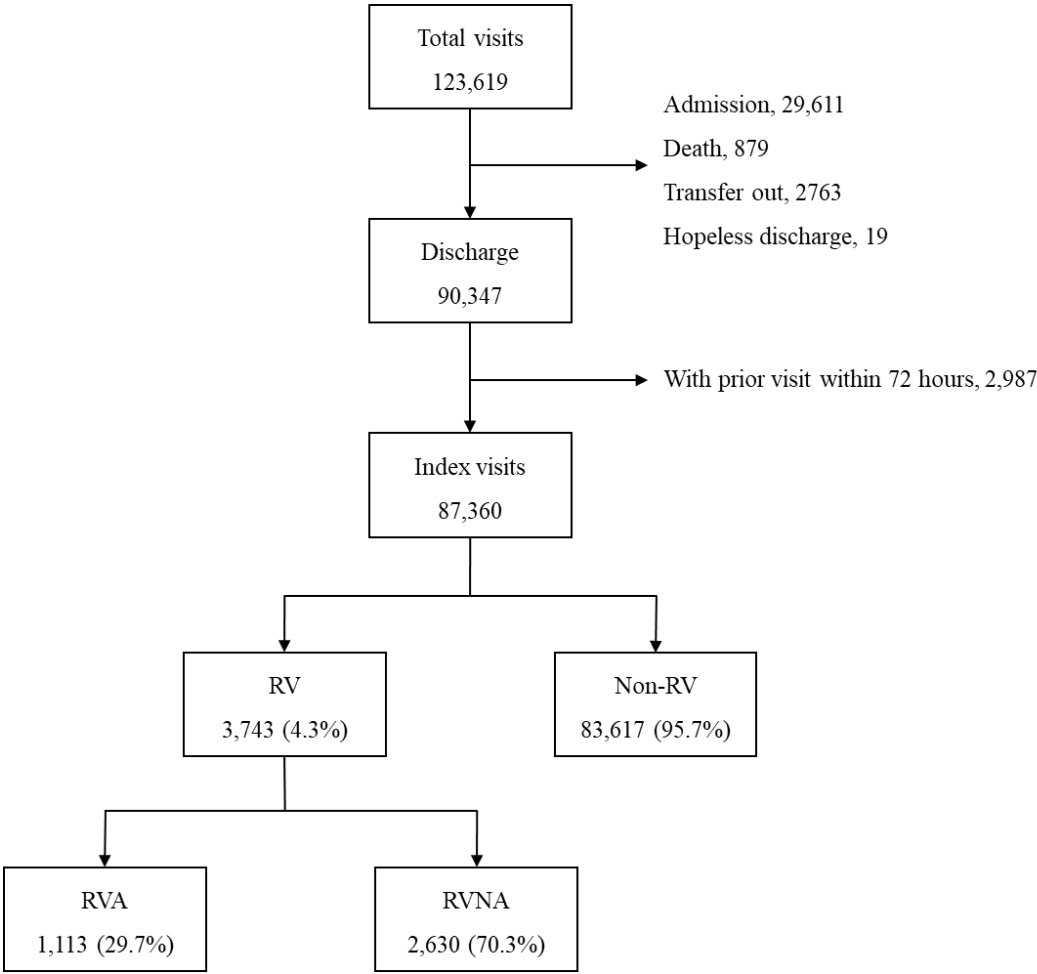 Total visits
123,619
Admission, 29,611
Death, 879
Transfer out, 2763
Hopeless discharge, 19
Discharge
90,347
With prior visit within 72 hours, 2,987
Index visits
87,360
RV
3,743 (4.3%)
Non-RV
83,617 (95.7%)
RVA
1,113 (29.7%)
RVNA
2,630 (70.3%)